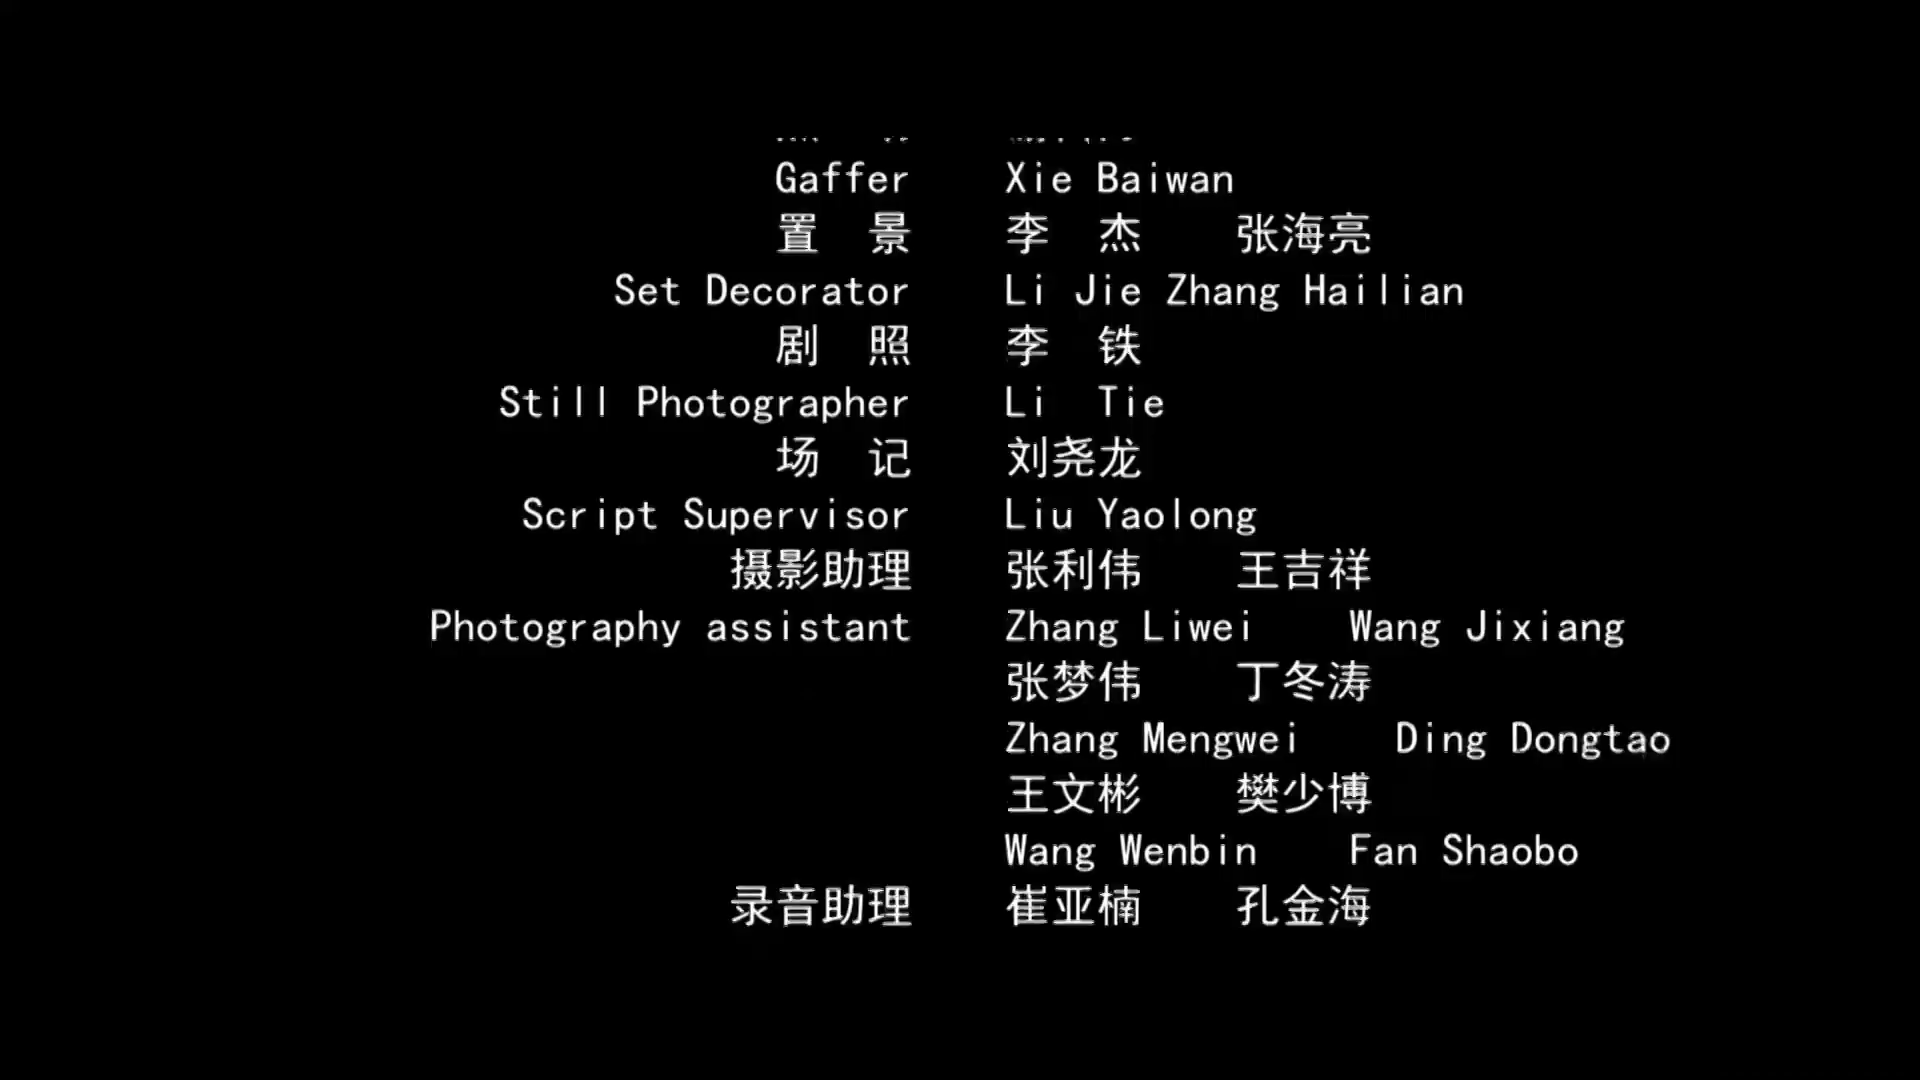 Gaffer Xie Baiwan
置 景 李 杰 张海亮
Set Decorator Li Jie Zhang Hailian
剧 照 李 铁
Still Photographer Li Tie
场 记 刘尧龙
Script Supervisor Liu Yaolong
摄影助理 张利伟 王吉祥
Photography assistant Zhang Liwei Wang Jixiang
张梦伟 丁冬涛
Zhang Mengwei Ding Dongtao
王文彬 樊少博
Wang Wenbin Fan Shaobo
录音助理 崔亚楠 孔金海